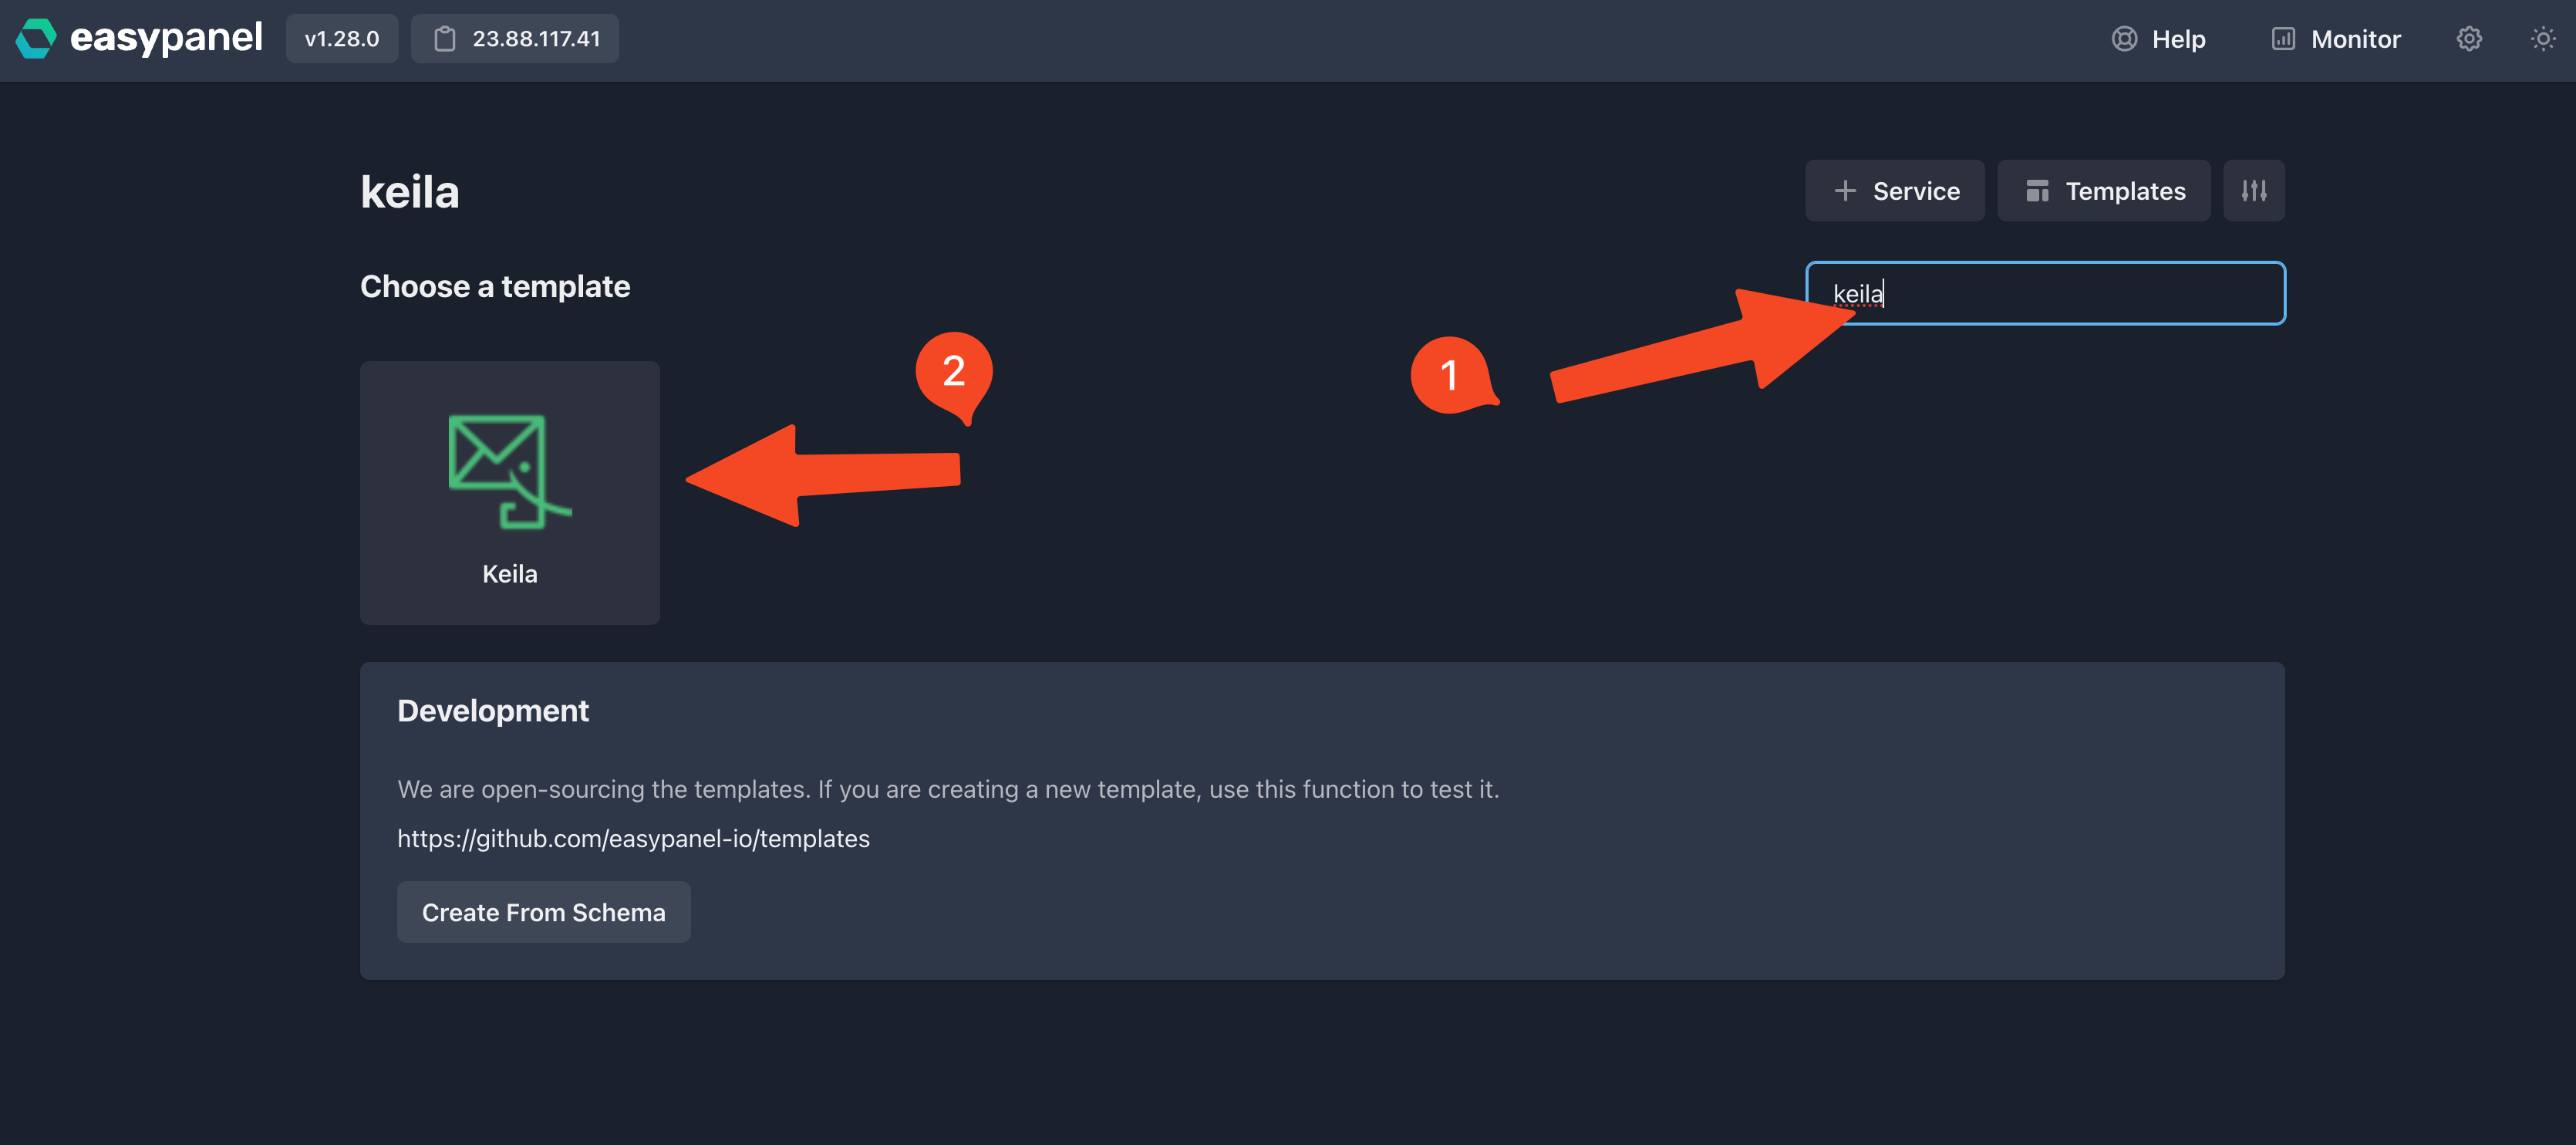 easypanel v1.28.0 23.88.117.41 Help Monitor
keila
Service Templates
Choose a template
keila
1
2
Keila
Development
We are open-sourcing the templates. If you are creating a new template, use this function to test it.
https://github.com/easypanel-io/templates
Create From Schema